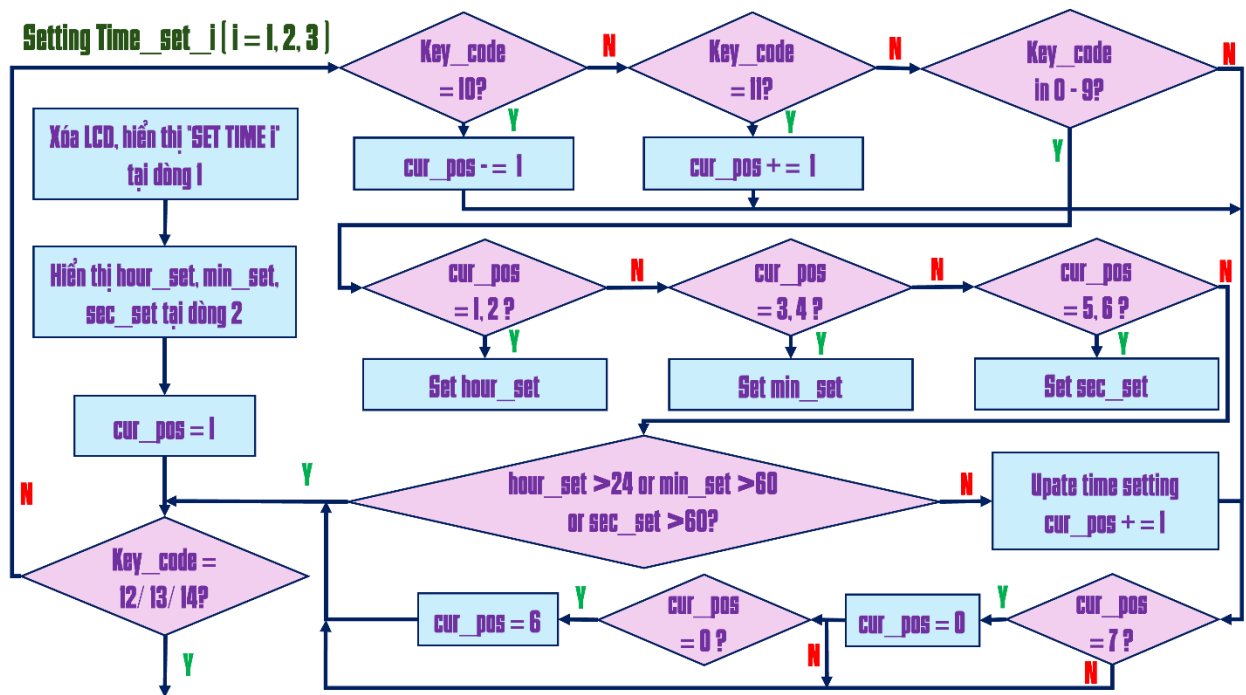 Setting Time_set_i ( i = 1, 2, 3 )
Key_code
= 10?
N
Key_code
= 11?
N
Key_code
in 0 - 9?
N
Y
Y
Y
Xóa LCD, hiển thị "SET TIME i"
tại dòng 1
cur_pos - = 1
cur_pos + = 1
Hiển thị hour_set, min_set,
sec_set tại dòng 2
cur_pos
= 1, 2 ?
N
cur_pos
= 3, 4 ?
N
cur_pos
= 5, 6 ?
N
Y
Y
Y
Set hour_set
Set min_set
Set sec_set
cur_pos = 1
Y
hour_set >24 or min_set >60
or sec_set >60?
N
Upate time setting
cur_pos + = 1
N
Key_code =
12/ 13/ 14?
Y
cur_pos = 6
Y
cur_pos
= 0 ?
N
cur_pos = 0
Y
cur_pos
= 7 ?
N